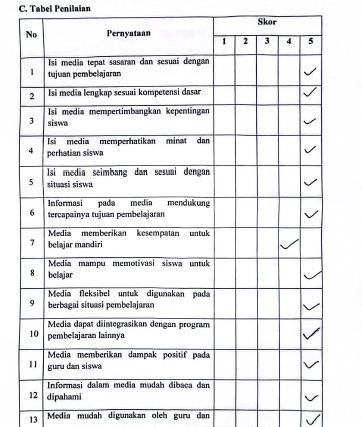 C. Tabel Penilaian
No Pernyataan Skor
1 2 3 4 5
1 Isi media tepat sasaran dan sesuai dengan
tujuan pembelajaran
2 Isi media lengkap sesuai kompetensi dasar
3 Isi media mempertimbangkan kepentingan
siswa
4 Isi media memperhatikan minat dan
perhatian siswa
5 Isi media seimbang dan sesuai dengan
situasi siswa
6 Informasi pada media mendukung
tercapainya tujuan pembelajaran
7 Media memberikan kesempatan untuk
belajar mandiri
8 Media mampu memotivasi siswa untuk
belajar
9 Media fleksibel untuk digunakan pada
berbagai situasi pembelajaran
10 Media dapat diintegrasikan dengan program
pembelajaran lainnya
11 Media memberikan dampak positif pada
guru dan siswa
12 Informasi dalam media mudah dibaca dan
dipahami
13 Media mudah digunakan oleh guru dan